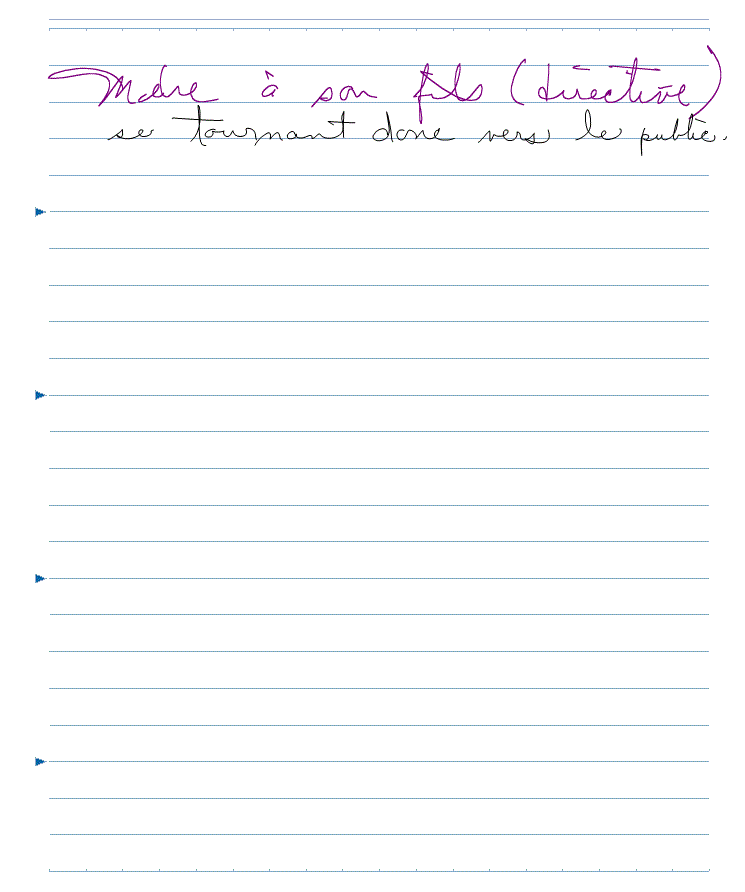 Mère à son fils (directive)
se tournant donc vers le public.